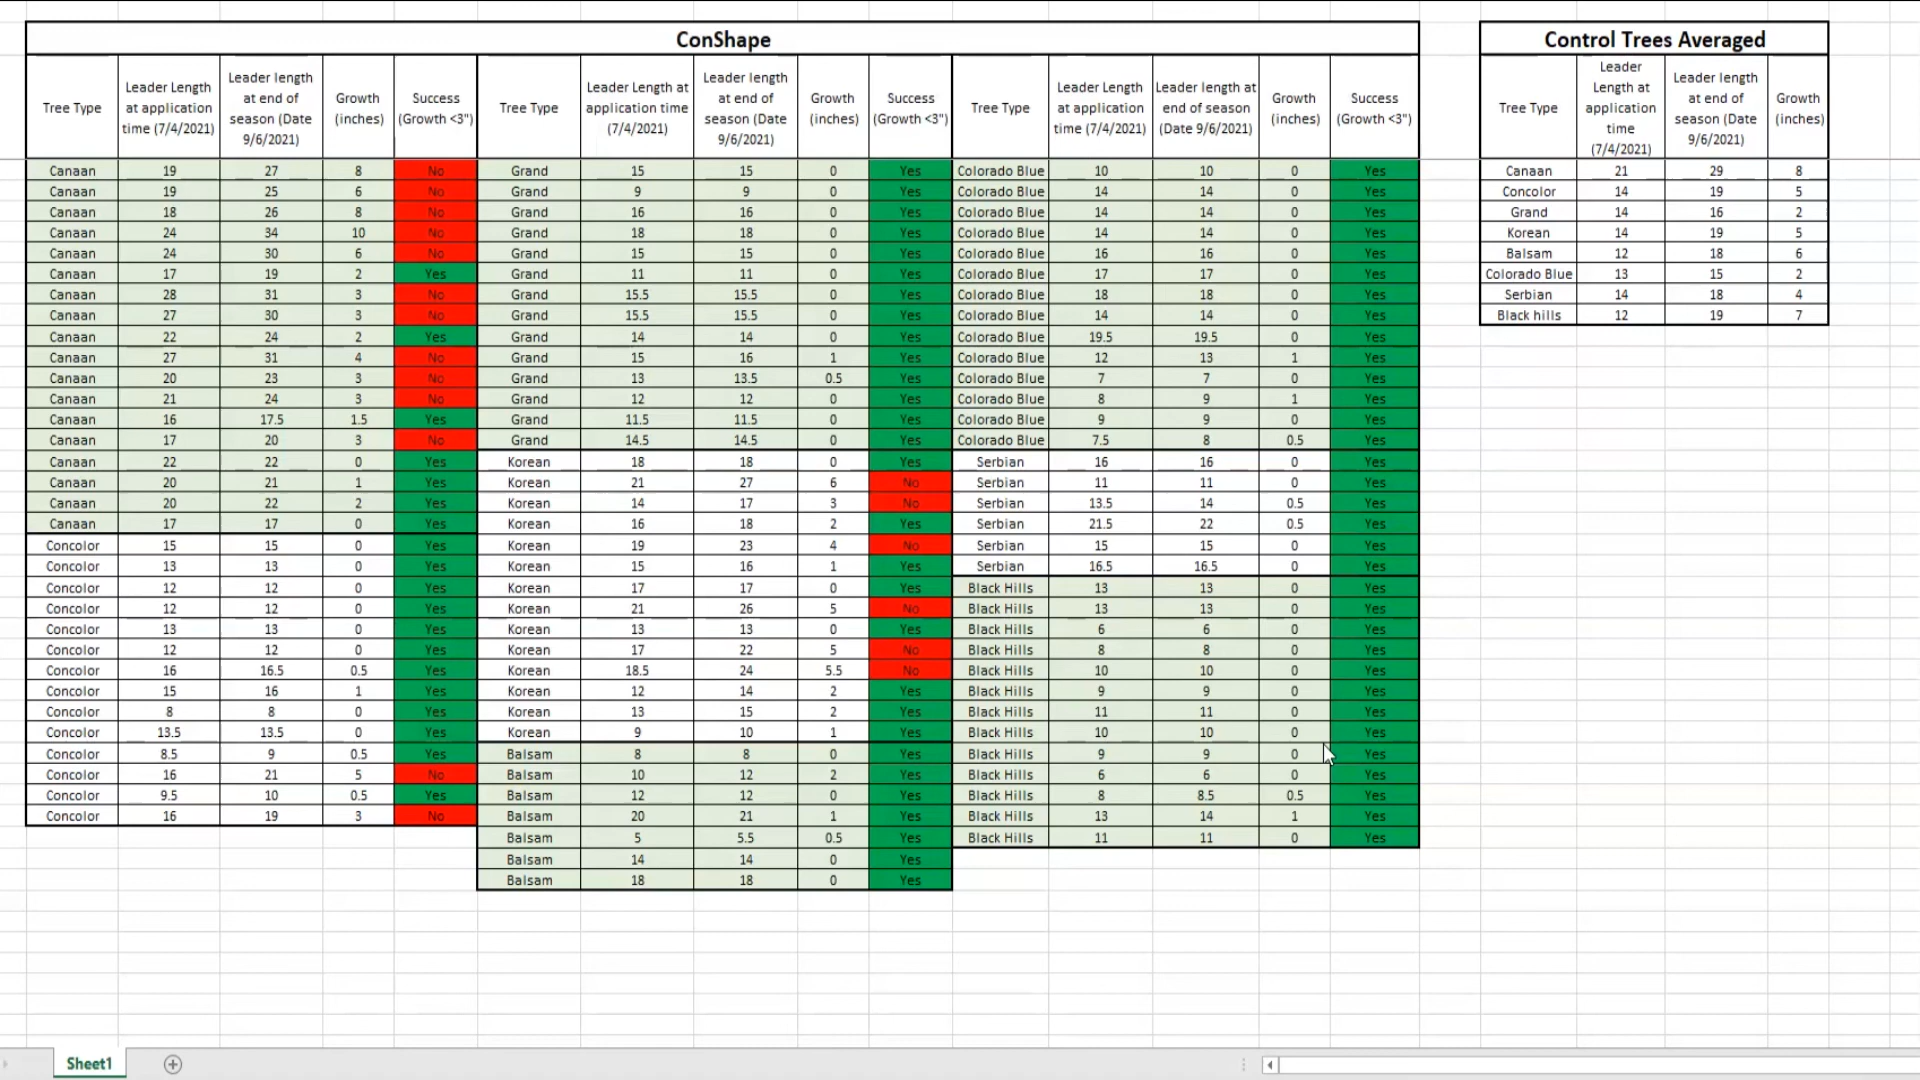 ConShape
Tree Type | Leader Length at application time (7/4/2021) | Leader length at end of season (Date 9/6/2021) | Growth (inches) | Success (Growth <3") | Tree Type | Leader Length at application time (7/4/2021) | Leader length at end of season (Date 9/6/2021) | Growth (inches) | Success (Growth <3") | Tree Type | Leader Length at application time (7/4/2021) | Leader length at end of season (Date 9/6/2021) | Growth (inches) | Success (Growth <3")
Canaan 19 27 8 No Grand 15 15 0 Yes Colorado Blue 10 10 0 Yes
Canaan 19 25 6 No Grand 9 9 0 Yes Colorado Blue 14 14 0 Yes
Canaan 18 26 8 No Grand 16 16 0 Yes Colorado Blue 14 14 0 Yes
Canaan 24 34 10 No Grand 18 18 0 Yes Colorado Blue 14 14 0 Yes
Canaan 24 30 6 No Grand 15 15 0 Yes Colorado Blue 16 16 0 Yes
Canaan 17 19 2 Yes Grand 11 11 0 Yes Colorado Blue 17 17 0 Yes
Canaan 28 31 3 No Grand 15.5 15.5 0 Yes Colorado Blue 18 18 0 Yes
Canaan 27 30 3 No Grand 15.5 15.5 0 Yes Colorado Blue 14 14 0 Yes
Canaan 22 24 2 Yes Grand 14 14 0 Yes Colorado Blue 19.5 19.5 0 Yes
Canaan 27 31 4 No Grand 15 16 1 Yes Colorado Blue 12 13 1 Yes
Canaan 20 23 3 No Grand 13 13.5 0.5 Yes Colorado Blue 7 7 0 Yes
Canaan 21 24 3 No Grand 12 12 0 Yes Colorado Blue 8 9 1 Yes
Canaan 16 17.5 1.5 Yes Grand 11.5 11.5 0 Yes Colorado Blue 9 9 0 Yes
Canaan 17 20 3 No Grand 14.5 14.5 0 Yes Colorado Blue 7.5 8 0.5 Yes
Canaan 22 22 0 Yes Korean 18 18 0 Yes Serbian 16 16 0 Yes
Canaan 20 21 1 Yes Korean 21 27 6 No Serbian 11 11 0 Yes
Canaan 20 22 2 Yes Korean 14 17 3 No Serbian 13.5 14 0.5 Yes
Canaan 17 17 0 Yes Korean 16 18 2 Yes Serbian 21.5 22 0.5 Yes
Concolor 15 15 0 Yes Korean 19 23 4 No Serbian 15 15 0 Yes
Concolor 13 13 0 Yes Korean 15 16 1 Yes Serbian 16.5 16.5 0 Yes
Concolor 12 12 0 Yes Korean 17 17 0 Yes Black Hills 13 13 0 Yes
Concolor 12 12 0 Yes Korean 21 26 5 No Black Hills 13 13 0 Yes
Concolor 13 13 0 Yes Korean 13 13 0 Yes Black Hills 6 6 0 Yes
Concolor 12 12 0 Yes Korean 17 22 5 No Black Hills 8 8 0 Yes
Concolor 16 16.5 0.5 Yes Korean 18.5 24 5.5 No Black Hills 10 10 0 Yes
Concolor 15 16 1 Yes Korean 12 14 2 Yes Black Hills 9 9 0 Yes
Concolor 8 8 0 Yes Korean 13 15 2 Yes Black Hills 11 11 0 Yes
Concolor 13.5 13.5 0 Yes Korean 9 10 1 Yes Black Hills 10 10 0 Yes
Concolor 8.5 9 0.5 Yes Balsam 8 8 0 Yes Black Hills 9 9 0 Yes
Concolor 16 21 5 No Balsam 10 12 2 Yes Black Hills 6 6 0 Yes
Concolor 9.5 10 0.5 Yes Balsam 12 12 0 Yes Black Hills 8 8.5 0.5 Yes
Concolor 16 19 3 No Balsam 20 21 1 Yes Black Hills 13 14 1 Yes
Balsam 5 5.5 0.5 Yes Black Hills 11 11 0 Yes
Balsam 14 14 0 Yes
Balsam 18 18 0 Yes
Control Trees Averaged
Tree Type | Leader Length at application time (7/4/2021) | Leader length at end of season (Date 9/6/2021) | Growth (inches)
Canaan 21 29 8
Concolor 14 19 5
Grand 14 16 2
Korean 14 19 5
Balsam 12 18 6
Colorado Blue 13 15 2
Serbian 14 18 4
Black hills 12 19 7
Sheet1